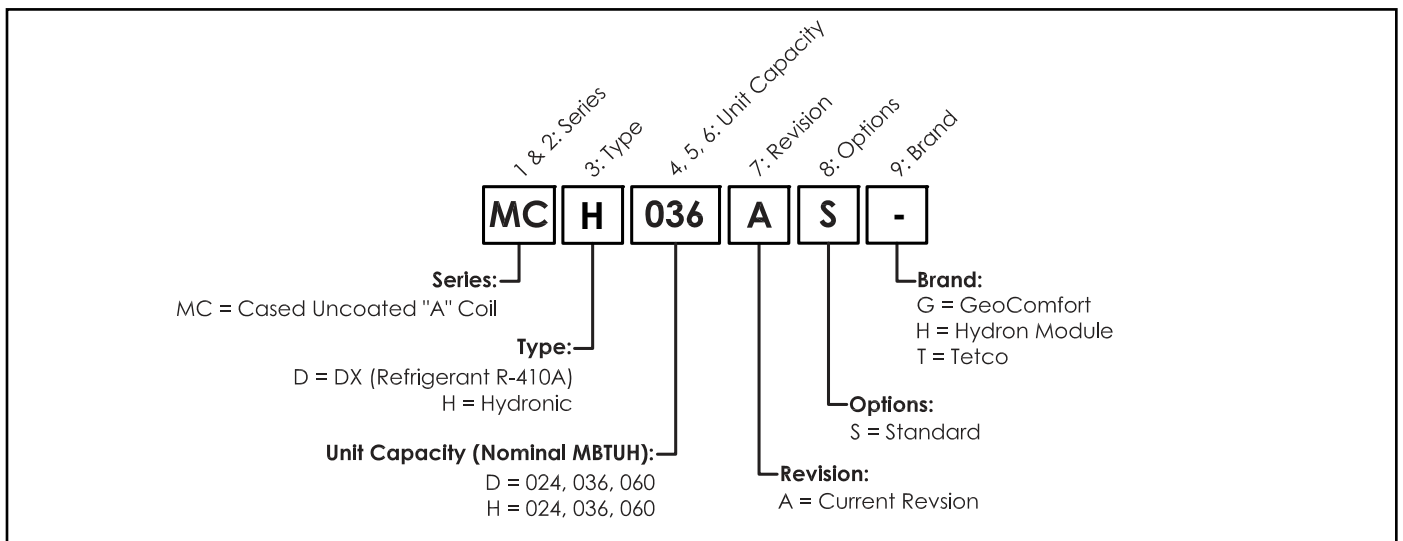 1 & 2: Series
3: Type
4, 5, 6: Unit Capacity
7: Revision
8: Options
9: Brand
MC H 036 A S -
Series:
MC = Cased Uncoated "A" Coil
Type:
D = DX (Refrigerant R-410A)
H = Hydronic
Unit Capacity (Nominal MBTUH):
D = 024, 036, 060
H = 024, 036, 060
Brand:
G = GeoComfort
H = Hydron Module
T = Tetco
Options:
S = Standard
Revision:
A = Current Revsion